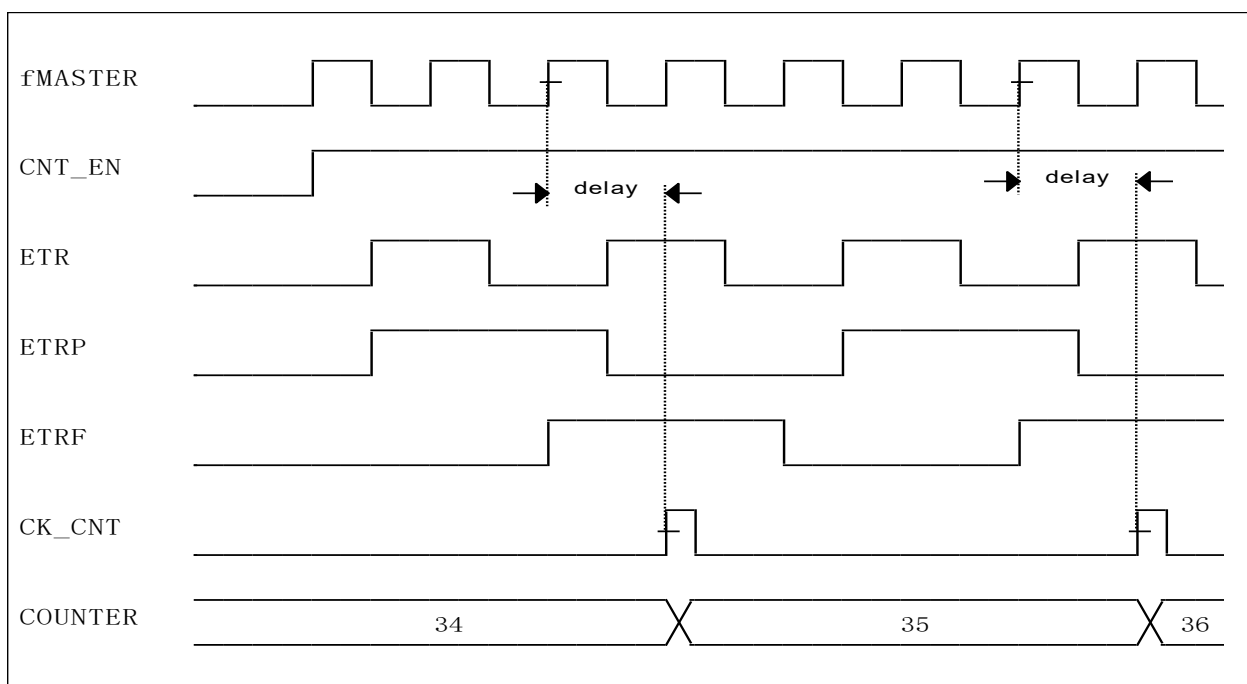 fMASTER
CNT_EN
delay
delay
ETR
ETRP
ETRF
CK_CNT
COUNTER
34
35
36